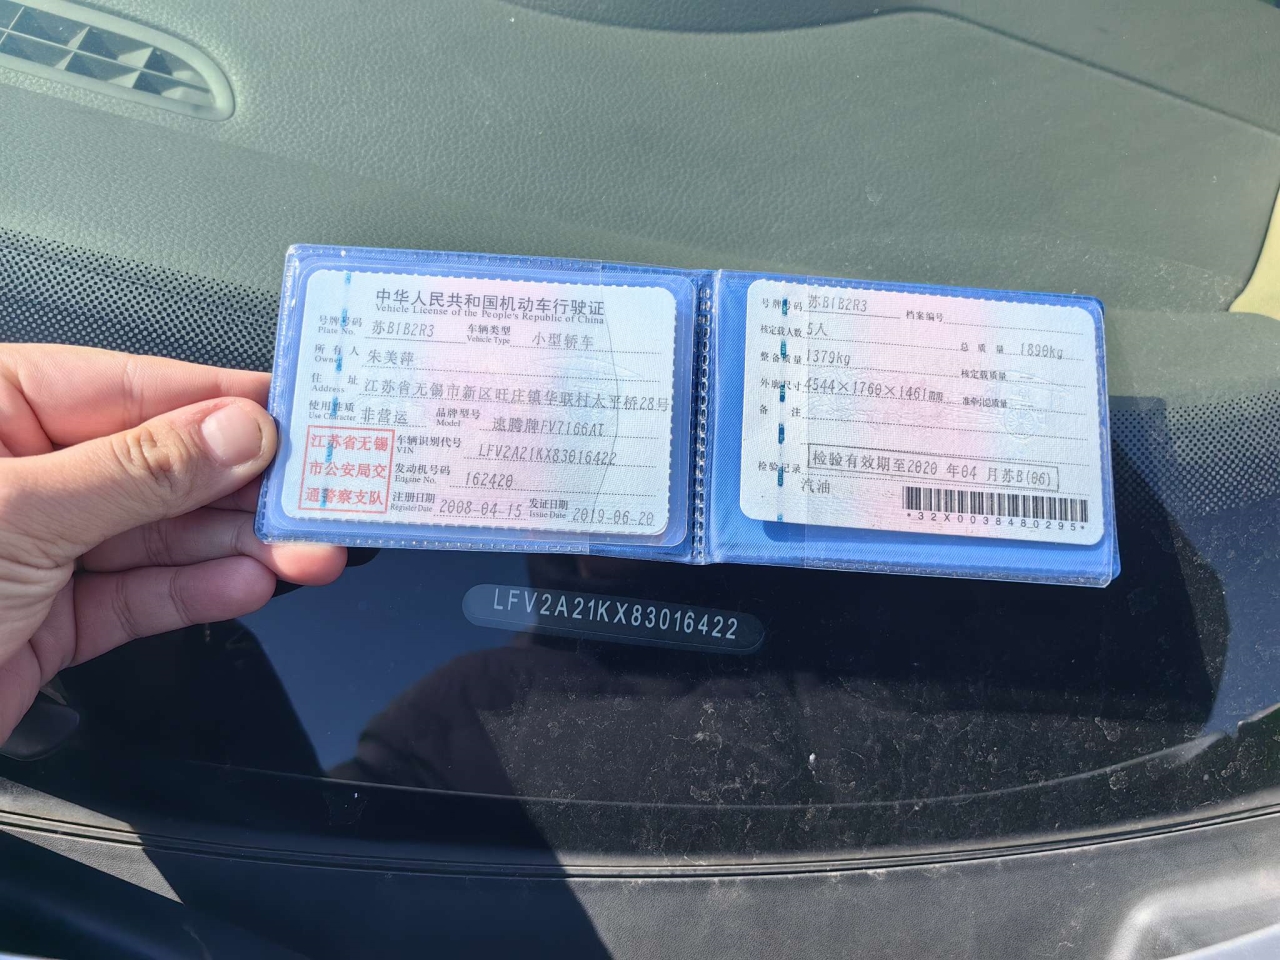 中华人民共和国机动车行驶证
Vehicle License of the People's Republic of China
号牌号码 苏B1B2R3 车辆类型 小型轿车
Plate No. Vehicle Type
所有人 朱美萍
Owner
住址 江苏省无锡市新区旺庄镇华联村太平桥28号
Address
使用性质 非营运 品牌型号 速腾牌FV7166AT
Use Character Model
江苏省无锡
市公安局交
通警察支队
车辆识别代号 LFV2A21KX83016422
VIN
发动机号码 162420
Engine No.
注册日期 2008-04-15 发证日期 2019-06-20
Register Date Issue Date
号牌号码 苏B1B2R3 档案编号
核定载人数 5人 总质量 1890kg
整备质量 1379kg 核定载质量 --
外廓尺寸 4544×1760×1461mm 准牵引总质量
备注
检验记录 检验有效期至2020年04月苏B(06)
汽油
*32X0038480295*
LFV2A21KX83016422